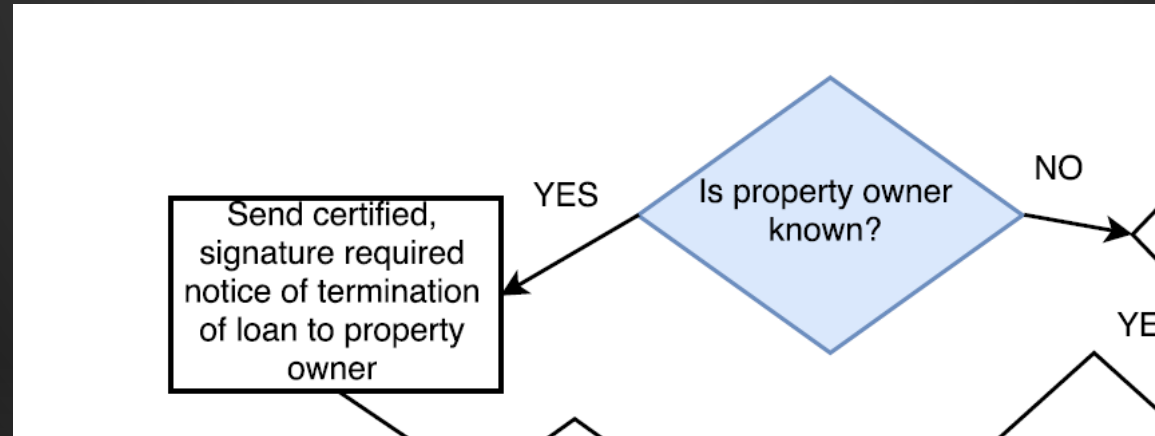 NO
YES
Is property owner
known?
Send certified,
signature required
notice of termination
of loan to property
owner